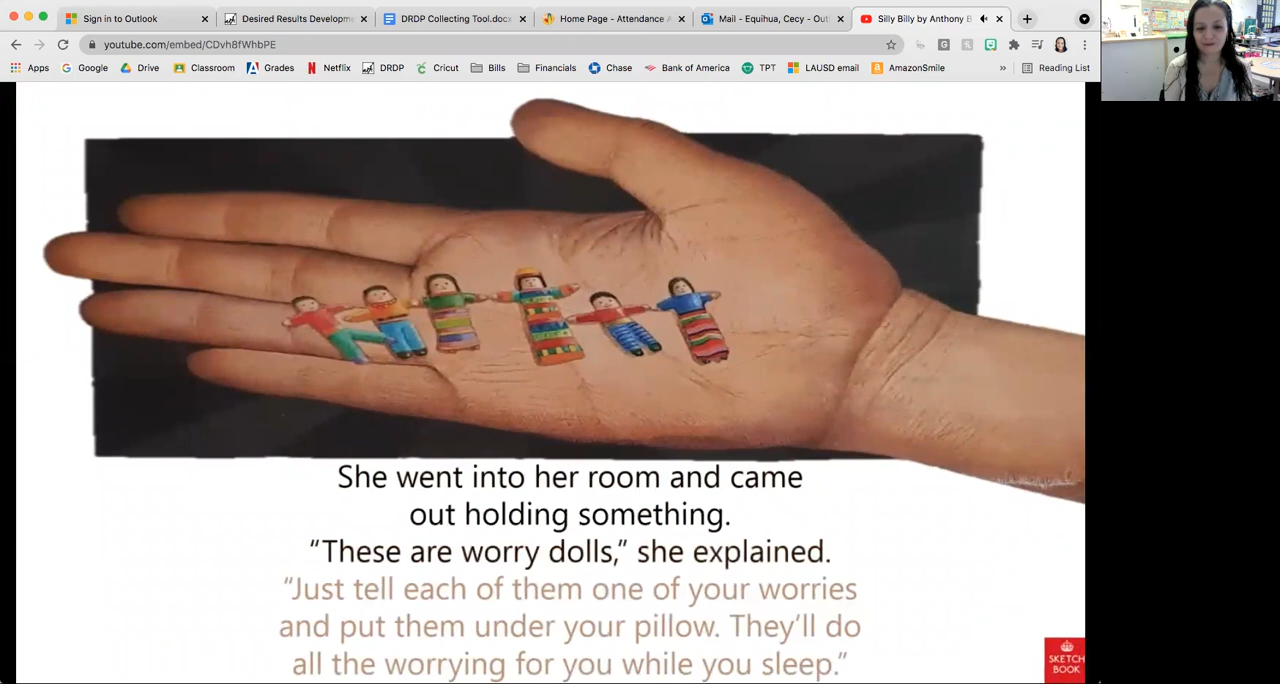 Sign in to Outlook
Desired Results Developm
DRDP Collecting Tool.docx
Home Page - Attendance
Mail - Equihua, Cecy - Out
Silly Billy by Anthony B
youtube.com/embed/CDvh8fWhbPE
Apps Google Drive Classroom Grades Netflix DRDP Cricut Bills Financials Chase Bank of America TPT LAUSD email AmazonSmile » Reading List
She went into her room and came
out holding something.
“These are worry dolls,” she explained.
“Just tell each of them one of your worries
and put them under your pillow. They’ll do
all the worrying for you while you sleep.”
SKETCH
BOOK